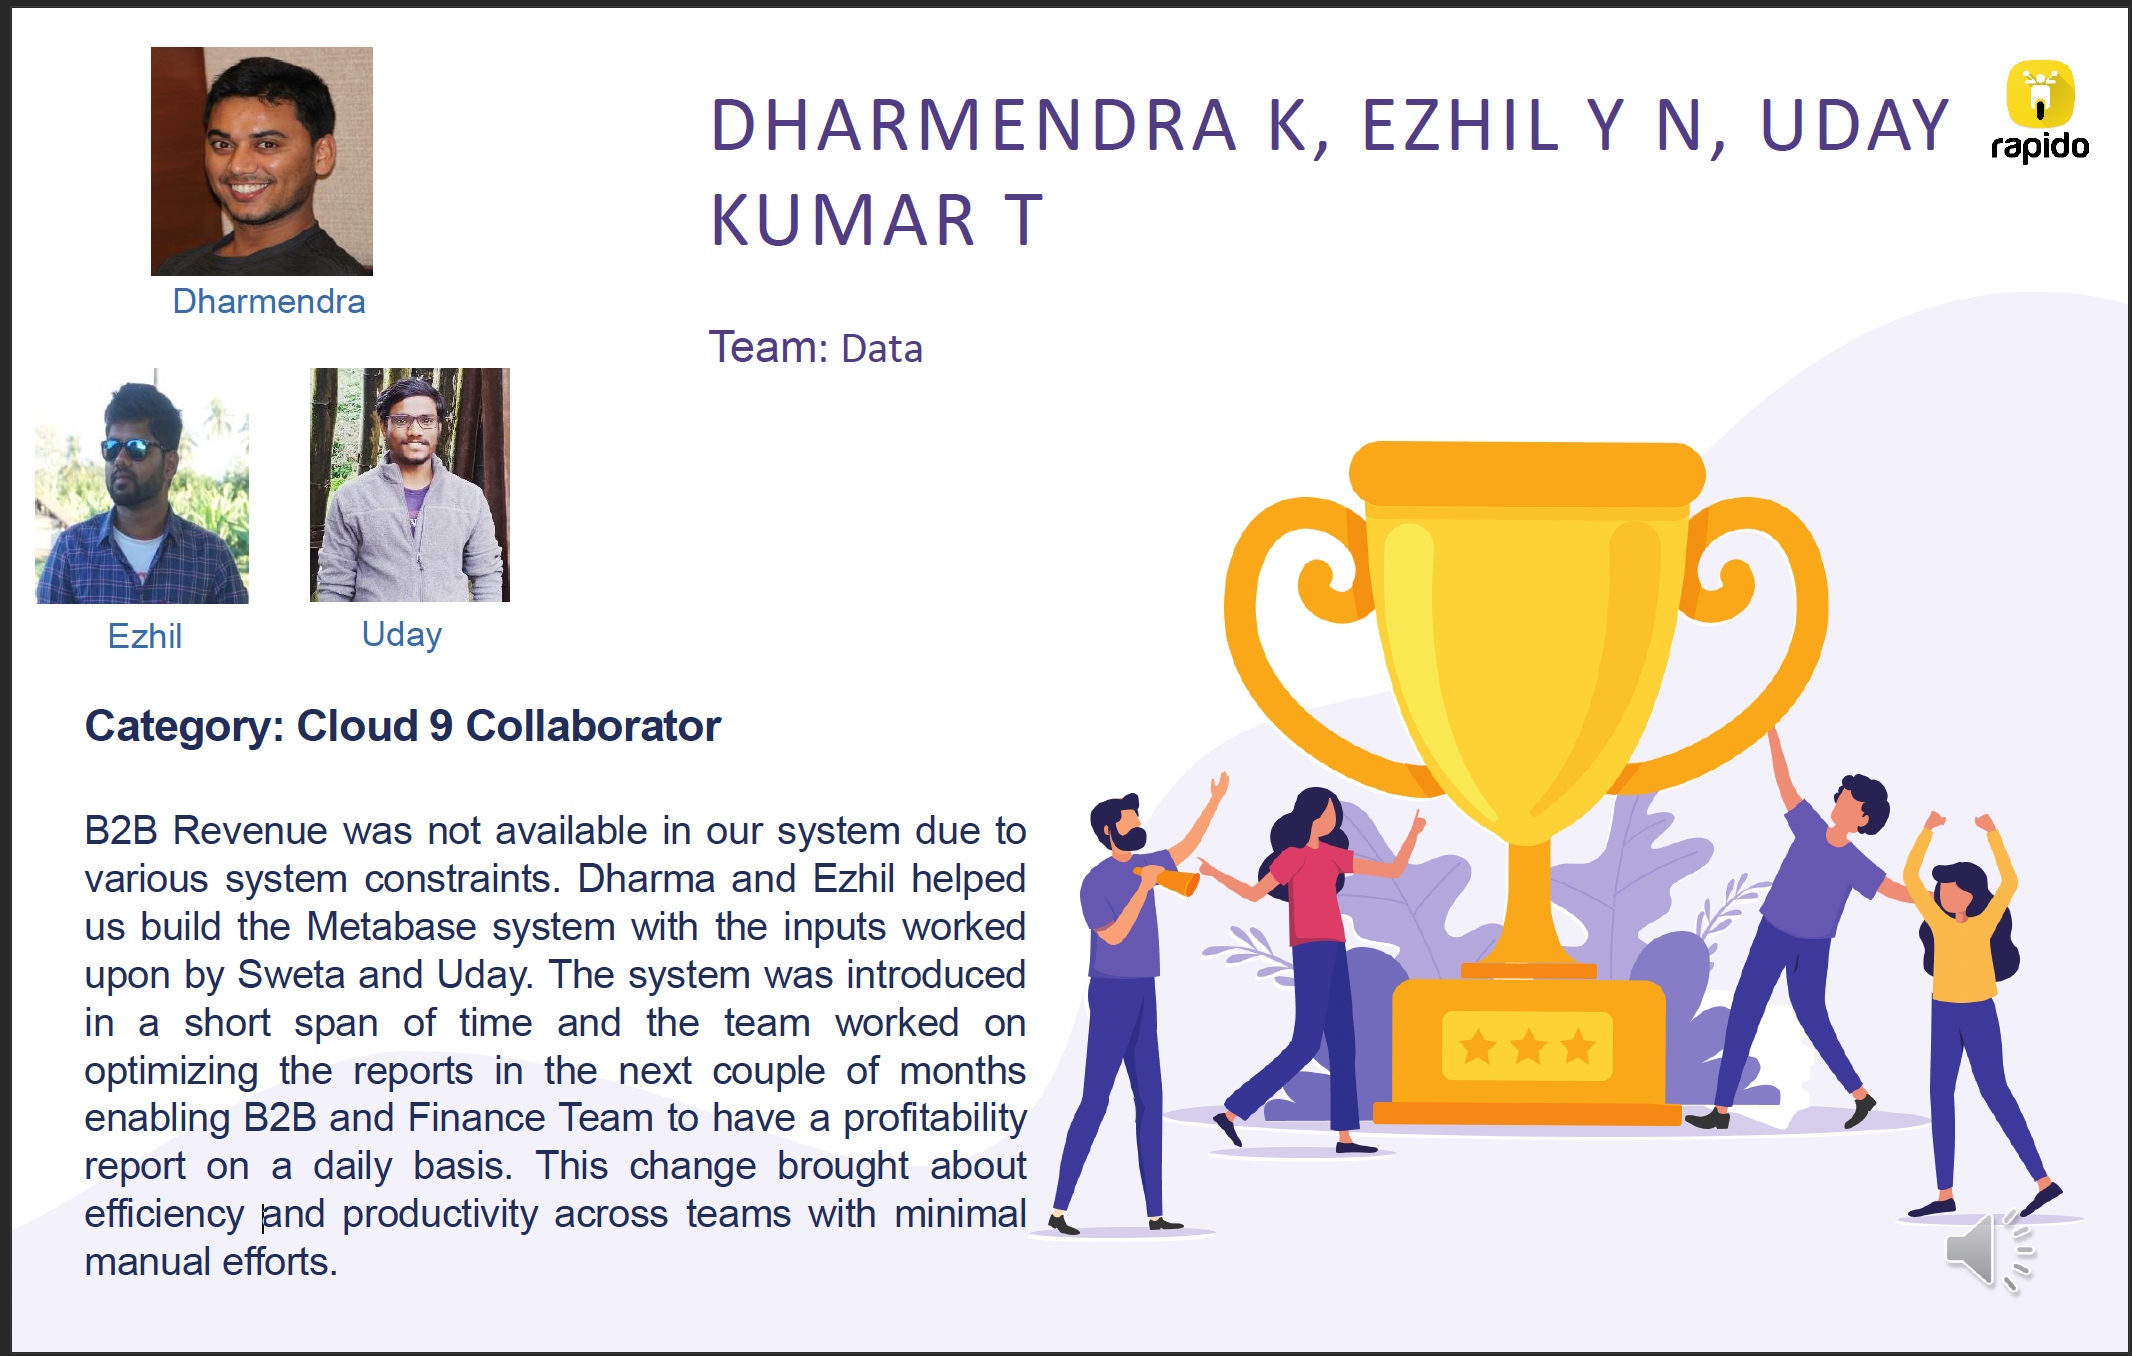 DHARMENDRA K, EZHIL Y N, UDAY
KUMAR T
rapido
Team: Data
Dharmendra
Ezhil
Uday
Category: Cloud 9 Collaborator
B2B Revenue was not available in our system due to
various system constraints. Dharma and Ezhil helped
us build the Metabase system with the inputs worked
upon by Sweta and Uday. The system was introduced
in a short span of time and the team worked on
optimizing the reports in the next couple of months
enabling B2B and Finance Team to have a profitability
report on a daily basis. This change brought about
efficiency and productivity across teams with minimal
manual efforts.